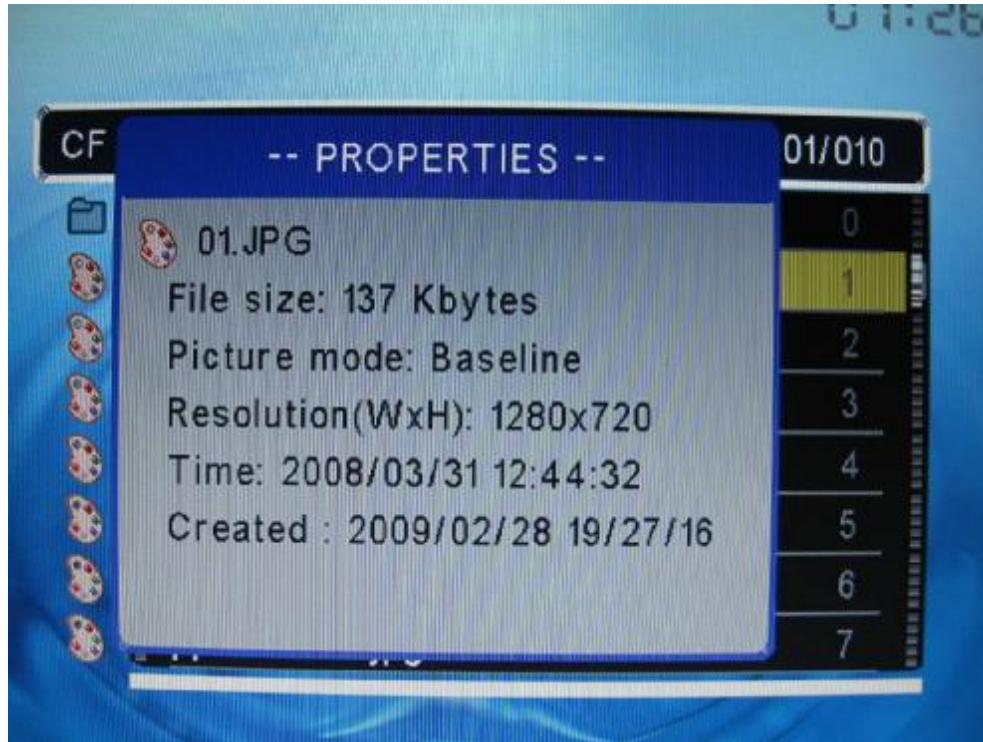 01:26
CF
01/010
-- PROPERTIES --
01.JPG
File size: 137 Kbytes
Picture mode: Baseline
Resolution(WxH): 1280x720
Time: 2008/03/31 12:44:32
Created : 2009/02/28 19/27/16
0
1
2
3
4
5
6
7